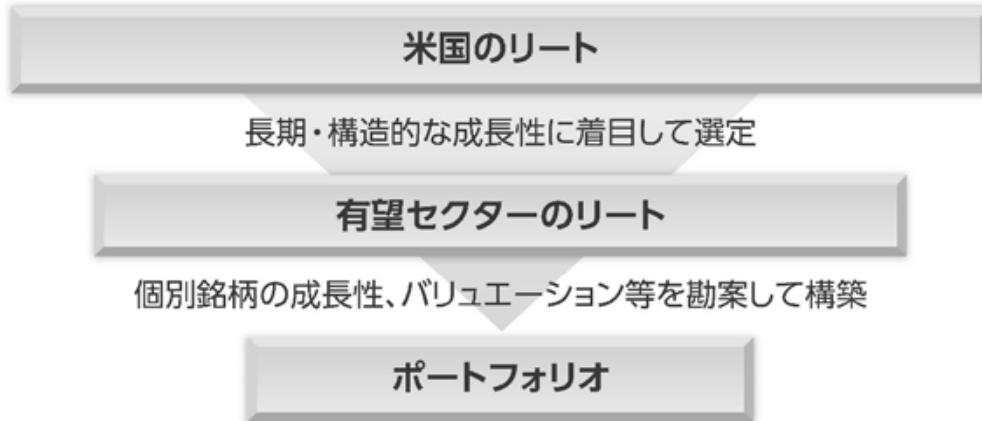 米国のリート
長期・構造的な成長性に着目して選定
有望セクターのリート
個別銘柄の成長性、バリュエーション等を勘案して構築
ポートフォリオ